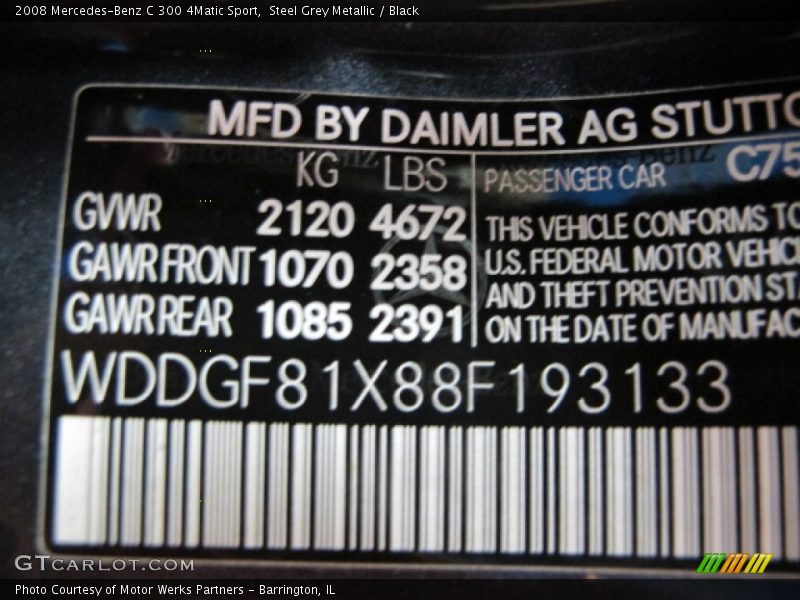 2008 Mercedes-Benz C 300 4Matic Sport,  Steel Grey Metallic / Black
MFD BY DAIMLER AG STUTTG
KG LBS
GVWR 2120 4672
GAWR FRONT 1070 2358
GAWR REAR 1085 2391
PASSENGER CAR C75
THIS VEHICLE CONFORMS TO
U.S. FEDERAL MOTOR VEHIC
AND THEFT PREVENTION STA
ON THE DATE OF MANUFAC
WDDGF81X88F193133
GTCARLOT.COM
Photo Courtesy of Motor Werks Partners - Barrington, IL